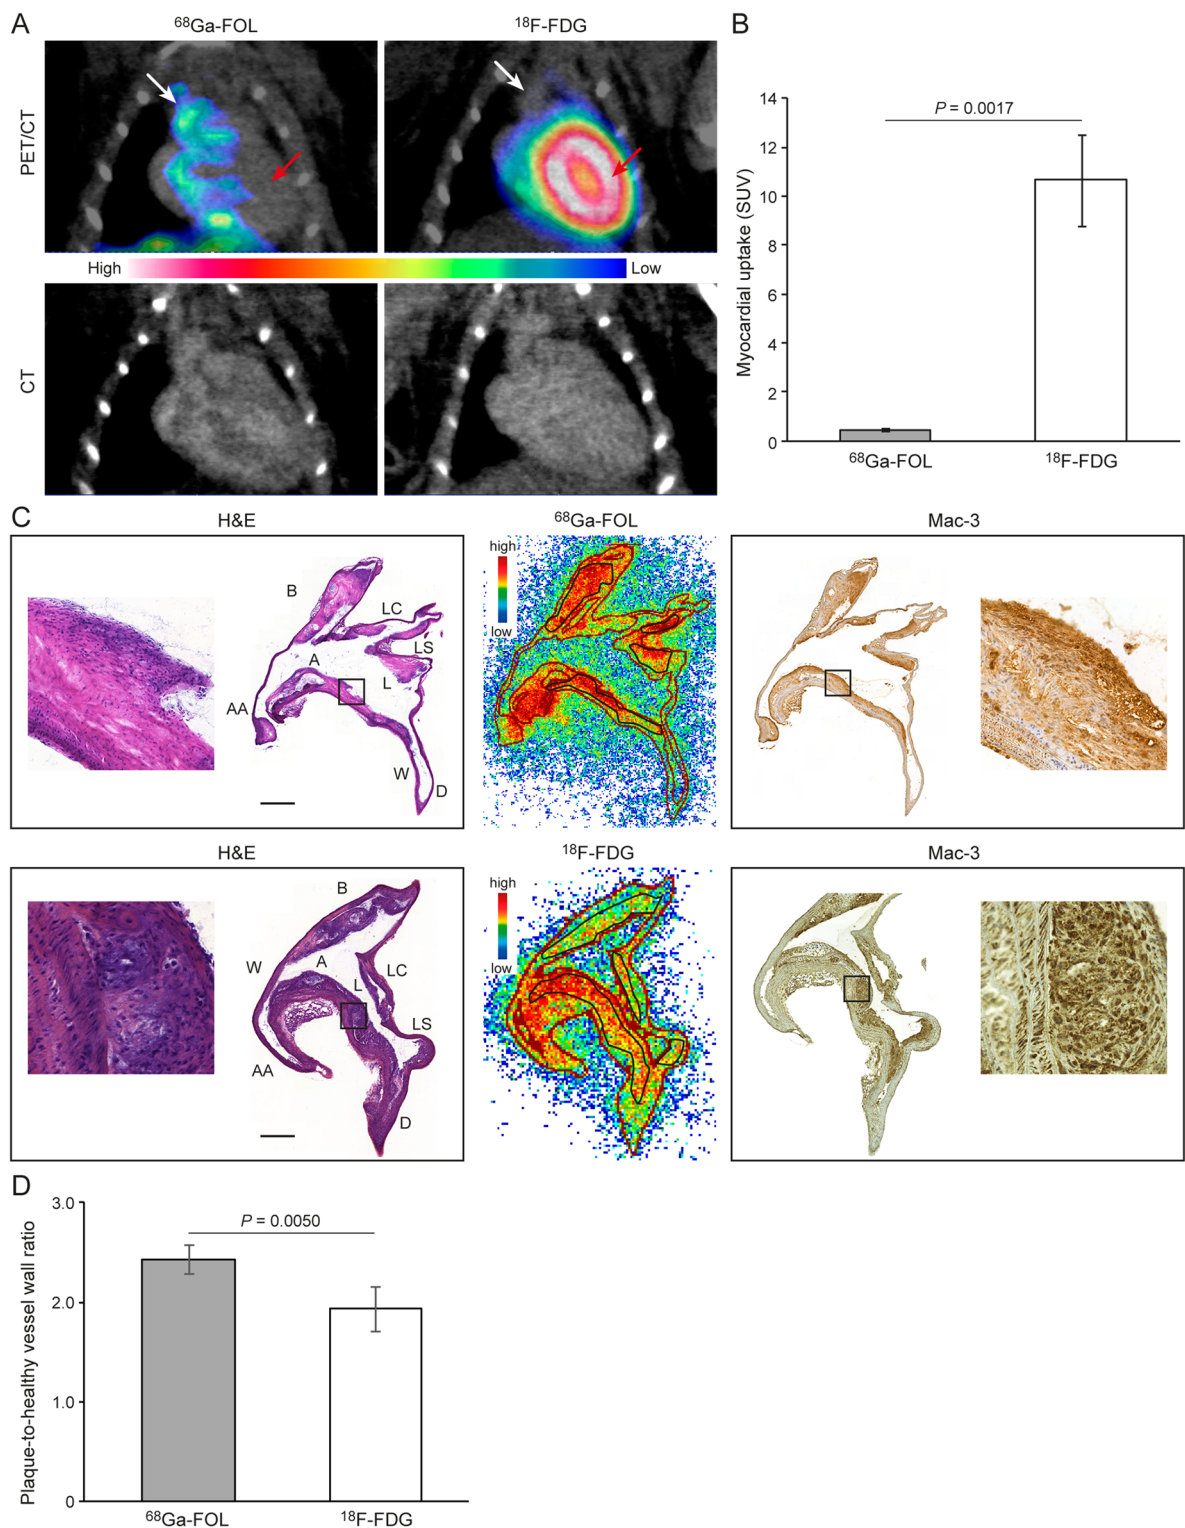 A
⁶⁸Ga-FOL
¹⁸F-FDG
PET/CT
High
Low
CT
B
14
12
10
8
6
4
2
0
Myocardial uptake (SUV)
P = 0.0017
⁶⁸Ga-FOL
¹⁸F-FDG
C
H&E
⁶⁸Ga-FOL
Mac-3
B
LC
LS
A
L
AA
W
D
high
low
H&E
¹⁸F-FDG
Mac-3
B
W
A
LC
L
LS
AA
D
high
low
D
3.0
2.0
1.0
0
Plaque-to-healthy vessel wall ratio
P = 0.0050
⁶⁸Ga-FOL
¹⁸F-FDG